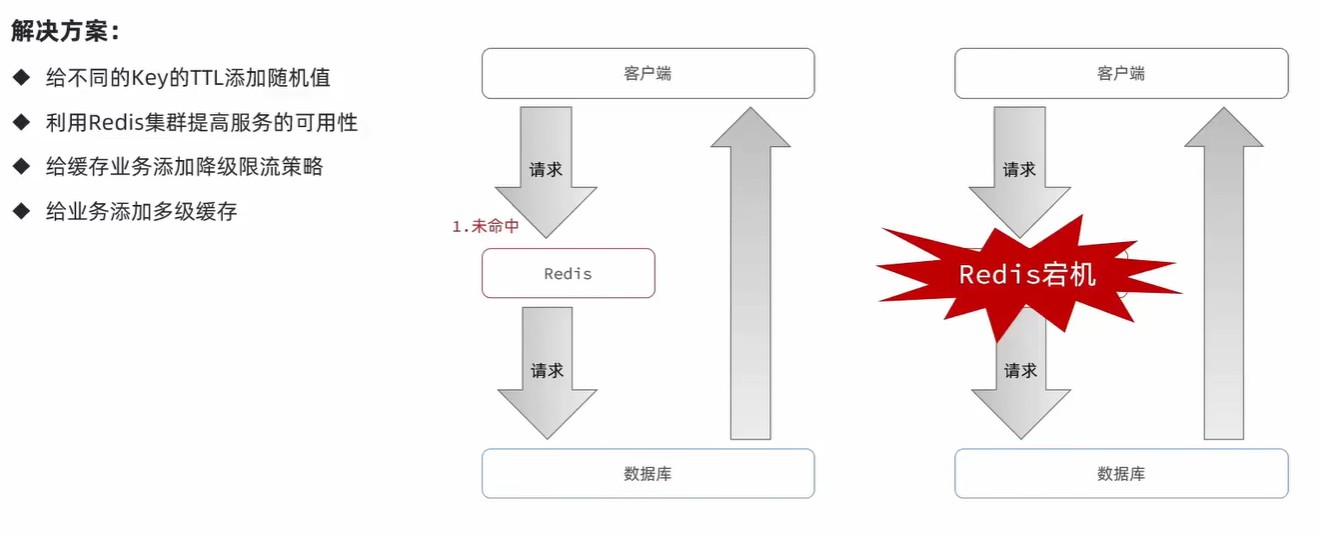 解决方案：
◆ 给不同的Key的TTL添加随机值
◆ 利用Redis集群提高服务的可用性
◆ 给缓存业务添加降级限流策略
◆ 给业务添加多级缓存
客户端
请求
1.未命中
Redis
请求
数据库
客户端
请求
Redis宕机
请求
数据库